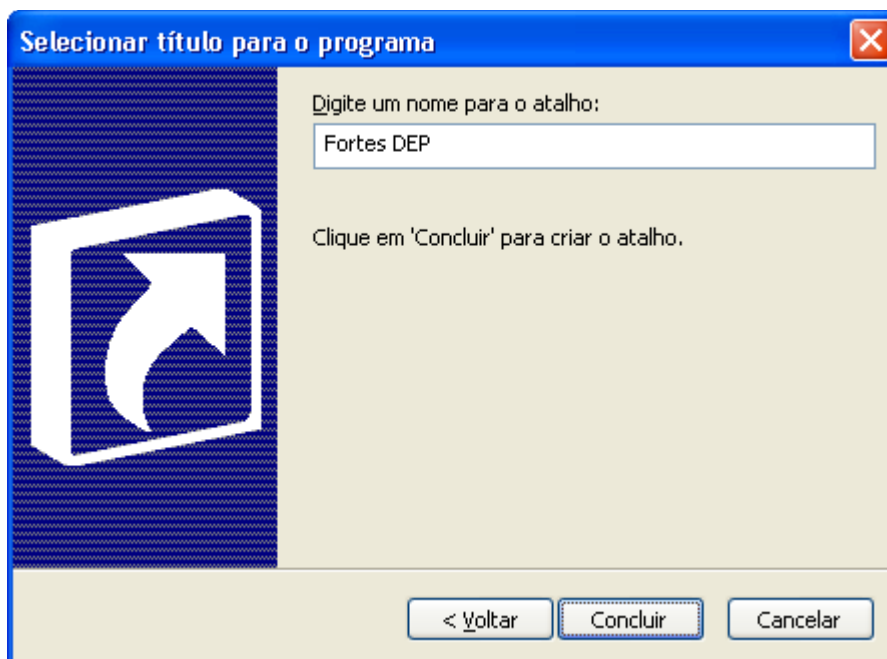 Selecionar título para o programa
Digite um nome para o atalho:
Fortes DEP
Clique em 'Concluir' para criar o atalho.
< Voltar
Concluir
Cancelar